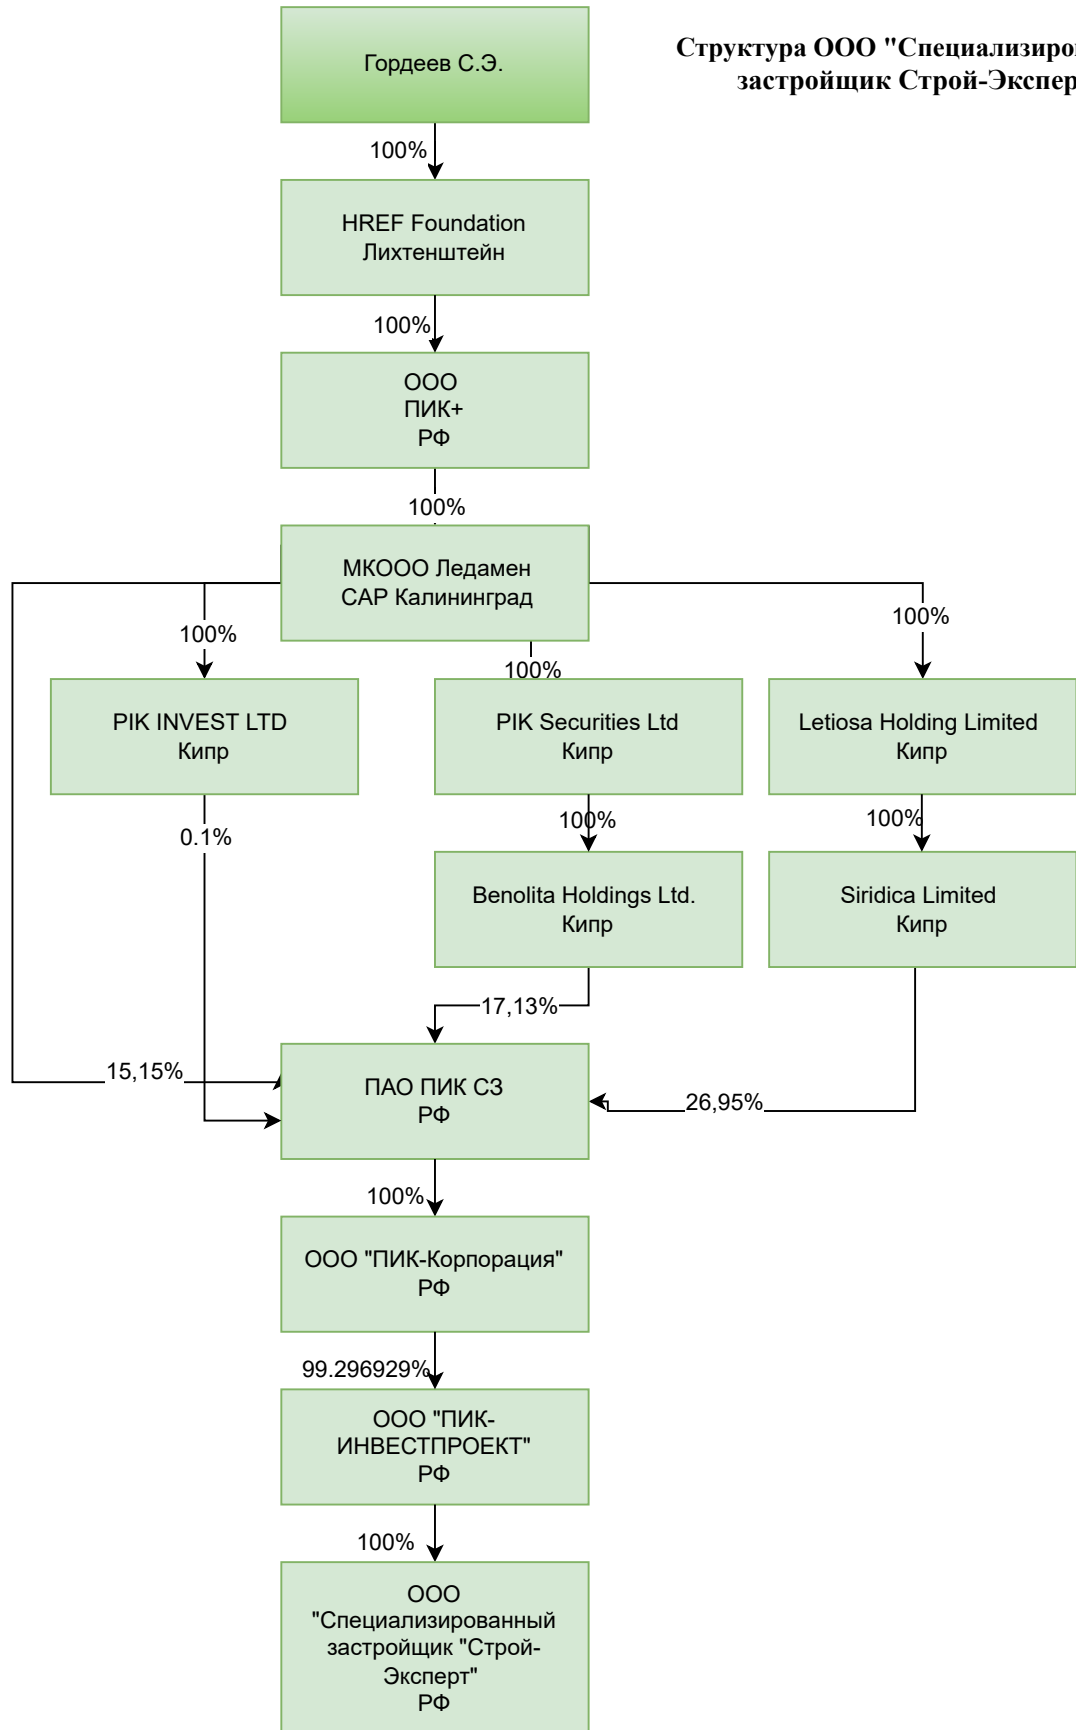 Гордеев С.Э.
Структура ООО "Специализиро
застройщик Строй-Экспер
100%
HREF Foundation
Лихтенштейн
100%
ООО
ПИК+
РФ
100%
МКООО Ледамен
САР Калининград
100%
100%
100%
PIK INVEST LTD
Кипр
PIK Securities Ltd
Кипр
Letiosa Holding Limited
Кипр
0.1%
100%
100%
Benolita Holdings Ltd.
Кипр
Siridica Limited
Кипр
17,13%
15,15%
ПАО ПИК СЗ
РФ
26,95%
100%
ООО "ПИК-Корпорация"
РФ
99.296929%
ООО "ПИК-
ИНВЕСТПРОЕКТ"
РФ
100%
ООО
"Специализированный
застройщик "Строй-
Эксперт"
РФ